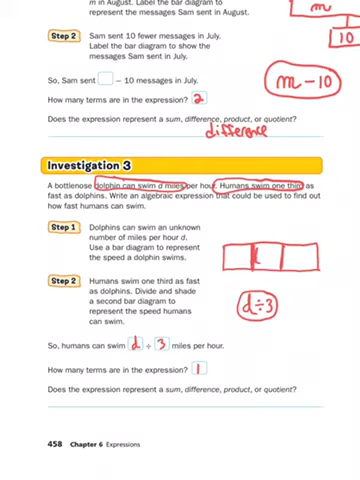 m in August. Label the bar diagram to
represent the messages Sam sent in August.
m
Step 2 Sam sent 10 fewer messages in July.
Label the bar diagram to show the
messages Sam sent in July.
10
So, Sam sent − 10 messages in July.
m − 10
How many terms are in the expression? 2
Does the expression represent a sum, difference, product, or quotient?
difference
Investigation 3
A bottlenose dolphin can swim d miles per hour. Humans swim one third as
fast as dolphins. Write an algebraic expression that could be used to find out
how fast humans can swim.
Step 1 Dolphins can swim an unknown
number of miles per hour d.
Use a bar diagram to represent
the speed a dolphin swims.
Step 2 Humans swim one third as fast
as dolphins. Divide and shade
a second bar diagram to
represent the speed humans
can swim.
d÷3
So, humans can swim d ÷ 3 miles per hour.
How many terms are in the expression? 1
Does the expression represent a sum, difference, product, or quotient?
458 Chapter 6 Expressions